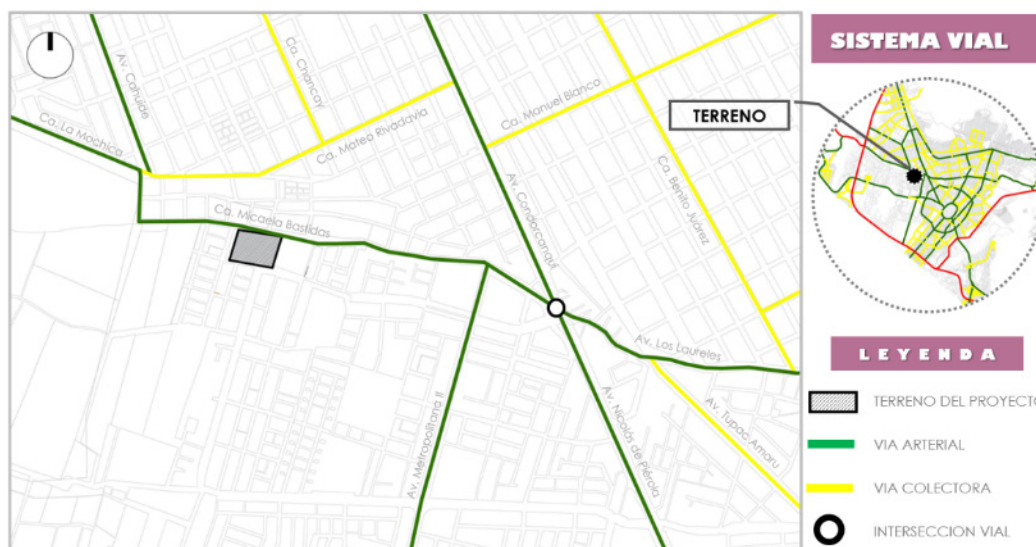 Av. Cahuide
Ca. Chancay
Ca. La Mochica
Ca. Mateo Rivadavia
Ca. Manuel Blanco
Av. Condorcanqui
Ca. Benito Juárez
Ca. Micaela Bastidas
Av. Los Laureles
Av. Metropolitana II
Av. Nicolás de Piérola
Av. Tupac Amaru
SISTEMA VIAL
TERRENO
LEYENDA
TERRENO DEL PROYECTO
VIA ARTERIAL
VIA COLECTORA
INTERSECCION VIAL